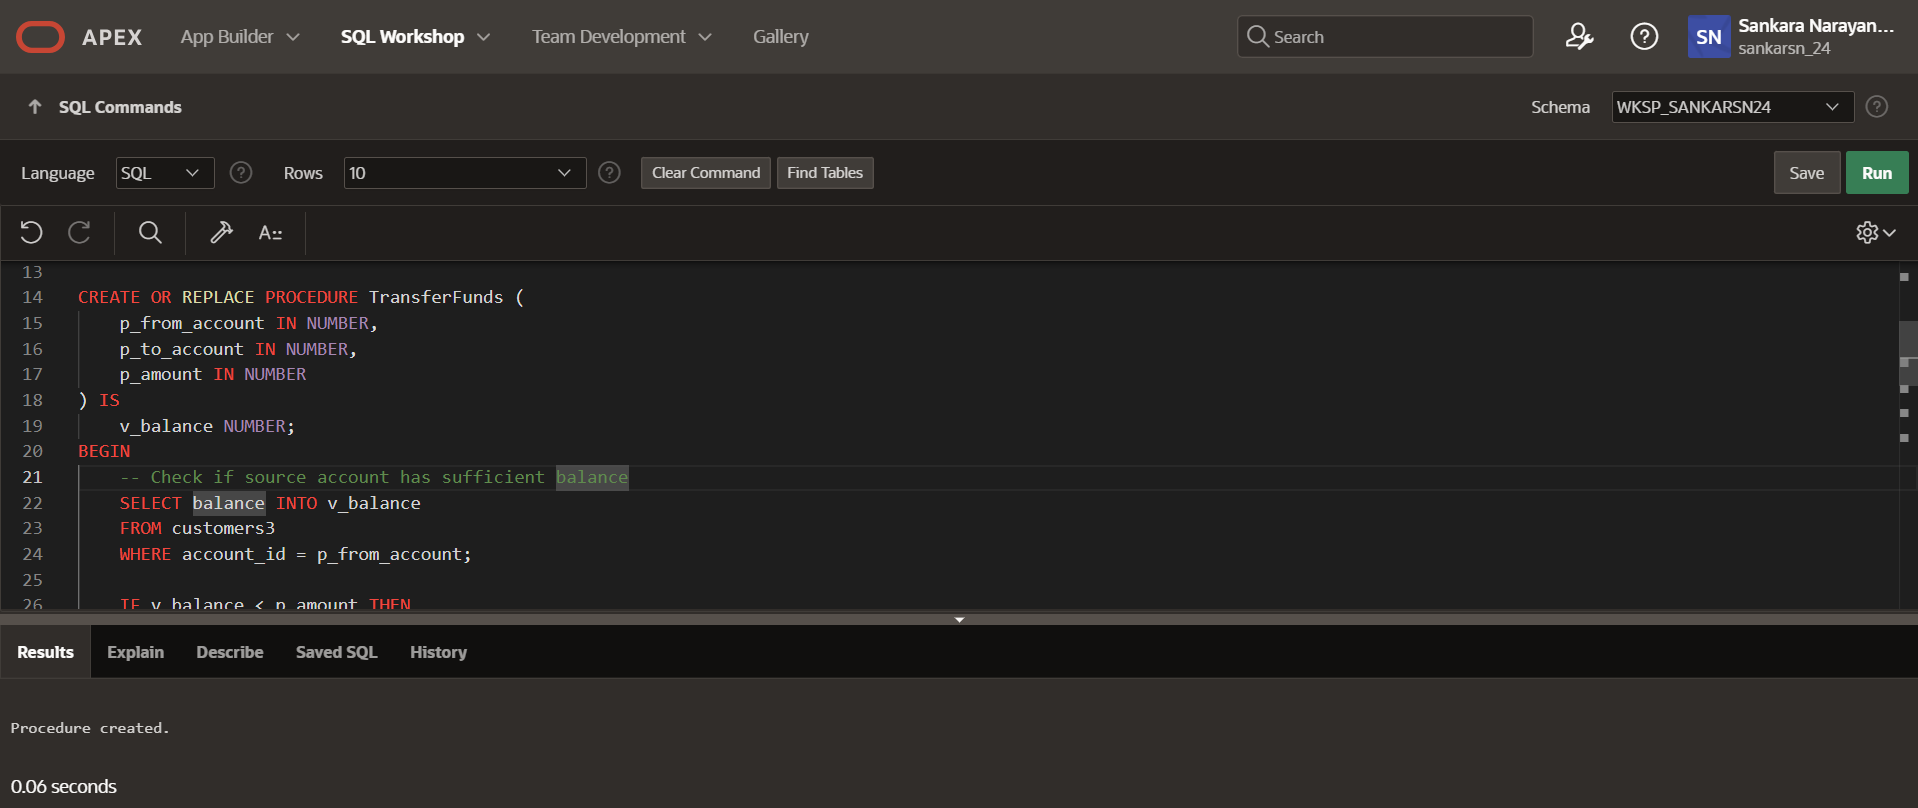 APEX App Builder SQL Workshop Team Development Gallery Search SN Sankara Narayan...
sankarsn_24
SQL Commands Schema WKSP_SANKARSN24
Language SQL Rows 10 Clear Command Find Tables Save Run
A::
13
14 CREATE OR REPLACE PROCEDURE TransferFunds (
15 p_from_account IN NUMBER,
16 p_to_account IN NUMBER,
17 p_amount IN NUMBER
18 ) IS
19 v_balance NUMBER;
20 BEGIN
21 -- Check if source account has sufficient balance
22 SELECT balance INTO v_balance
23 FROM customers3
24 WHERE account_id = p_from_account;
25
26 IF v_balance < p_amount THEN
Results Explain Describe Saved SQL History
Procedure created.
0.06 seconds